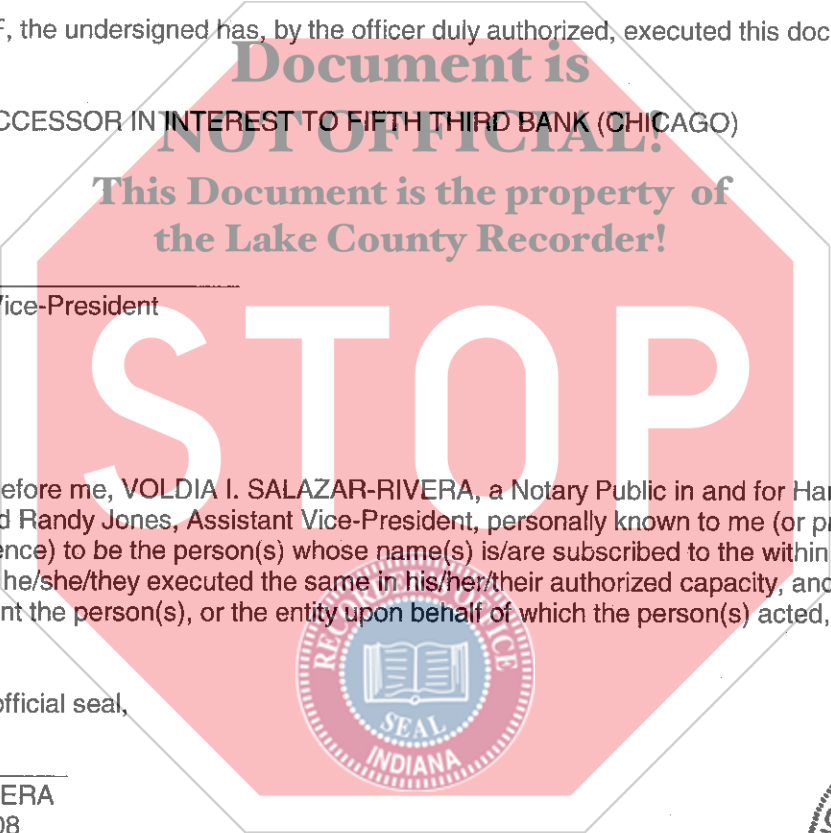 F, the undersigned has, by the officer duly authorized, executed this doc
Document is
CCESSOR IN INTEREST TO FIFTH THIRD BANK (CHICAGO)
NOT OFFICIAL!
This Document is the property of
the Lake County Recorder!
Vice-President
STOP
efore me, VOLDIA I. SALAZAR-RIVERA, a Notary Public in and for Har
d Randy Jones, Assistant Vice-President, personally known to me (or pr
ence) to be the person(s) whose name(s) is/are subscribed to the within
he/she/they executed the same in his/her/their authorized capacity, and
nt the person(s), or the entity upon behalf of which the person(s) acted,
RECORDER'S OFFICE
SEAL
INDIANA
official seal,
ERA
08